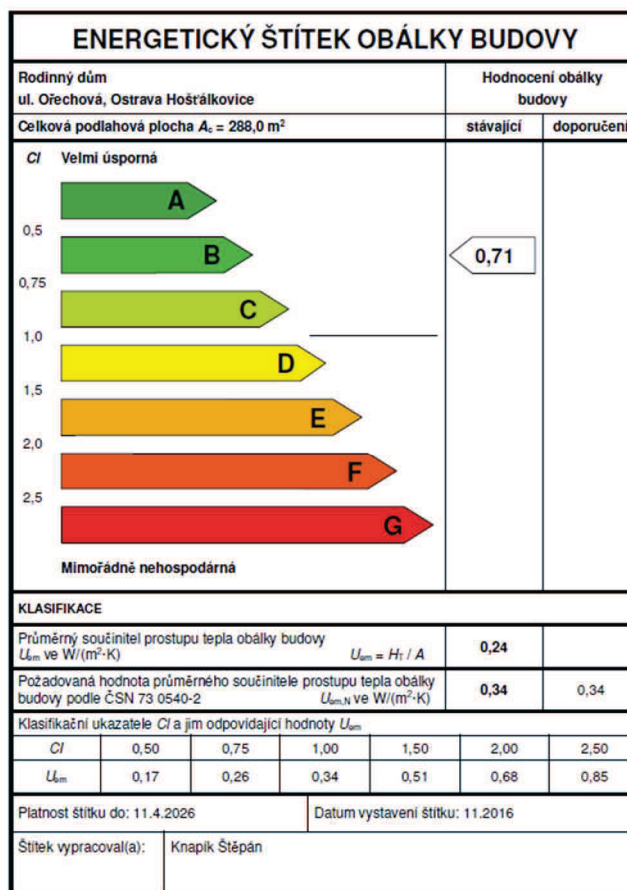 ENERGETICKÝ ŠTÍTEK OBÁLKY BUDOVY
Rodinný dům
ul. Ořechová, Ostrava Hošťálkovice
Hodnocení obálky
budovy
Celková podlahová plocha Ac = 288,0 m²
stávající
doporučení
CI Velmi úsporná
A
0,5
B
0,71
0,75
C
1,0
D
1,5
E
2,0
F
2,5
G
Mimořádně nehospodárná
KLASIFIKACE
Průměrný součinitel prostupu tepla obálky budovy
Uem ve W/(m²·K) Uem = HT / A
0,24
Požadovaná hodnota průměrného součinitele prostupu tepla obálky
budovy podle ČSN 73 0540-2 Uem,N ve W/(m²·K)
0,34 0,34
Klasifikační ukazatele CI a jim odpovídající hodnoty Uem
CI 0,50 0,75 1,00 1,50 2,00 2,50
Uem 0,17 0,26 0,34 0,51 0,68 0,85
Platnost štítku do: 11.4.2026 Datum vystavení štítku: 11.2016
Štítek vypracoval(a): Knapík Štěpán